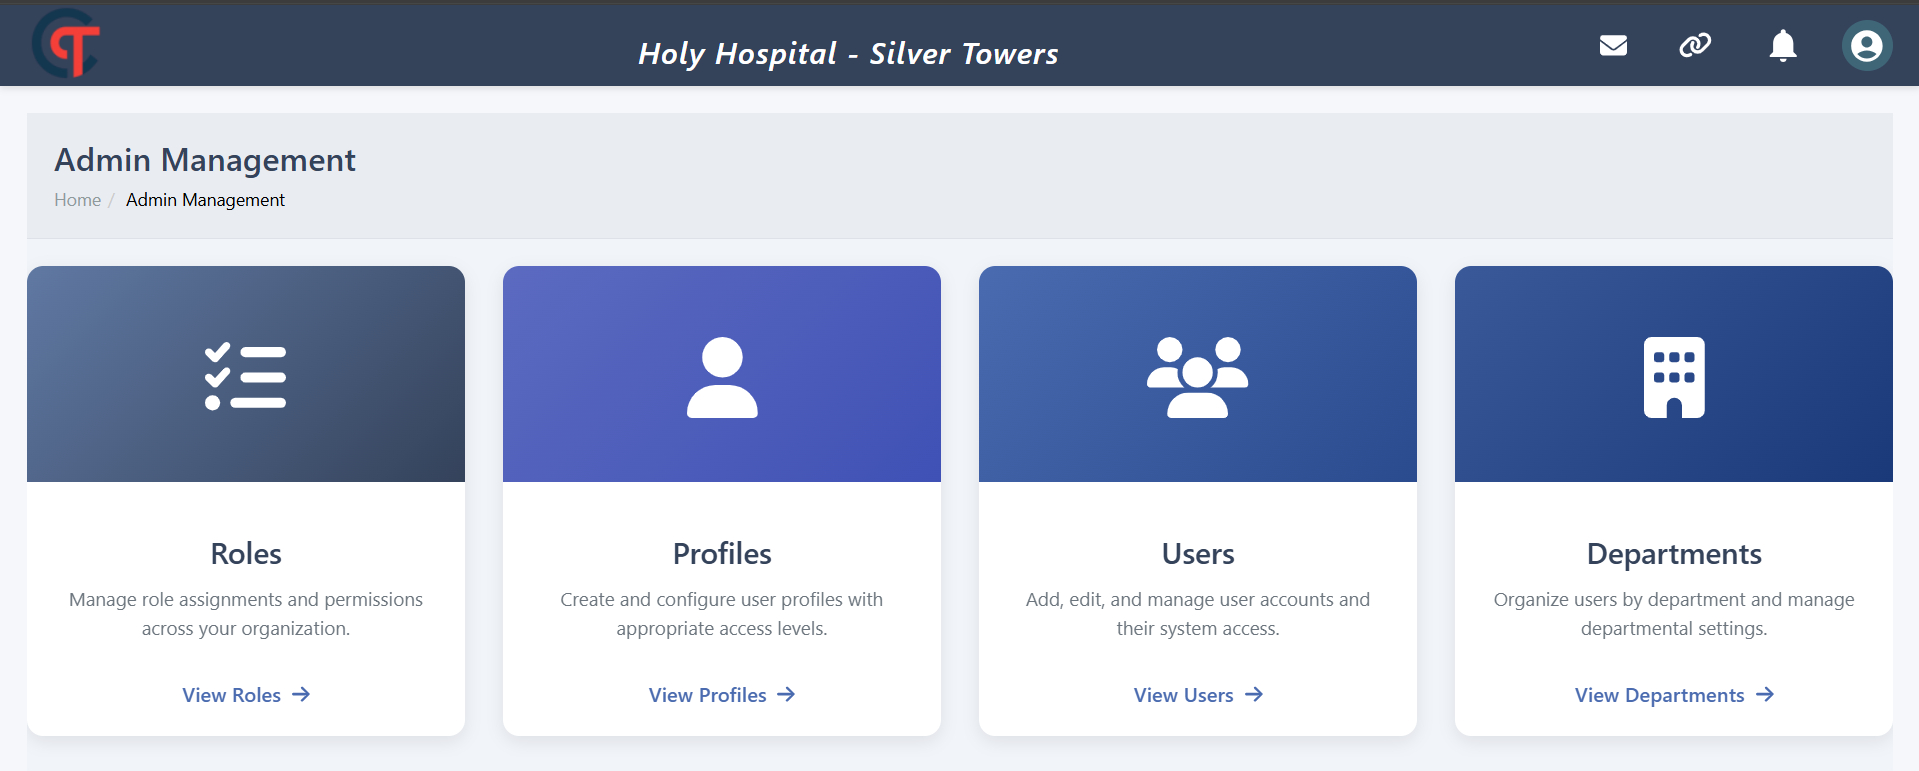 Holy Hospital - Silver Towers
Admin Management
Home / Admin Management
Roles
Manage role assignments and permissions
across your organization.
View Roles →
Profiles
Create and configure user profiles with
appropriate access levels.
View Profiles →
Users
Add, edit, and manage user accounts and
their system access.
View Users →
Departments
Organize users by department and manage
departmental settings.
View Departments →